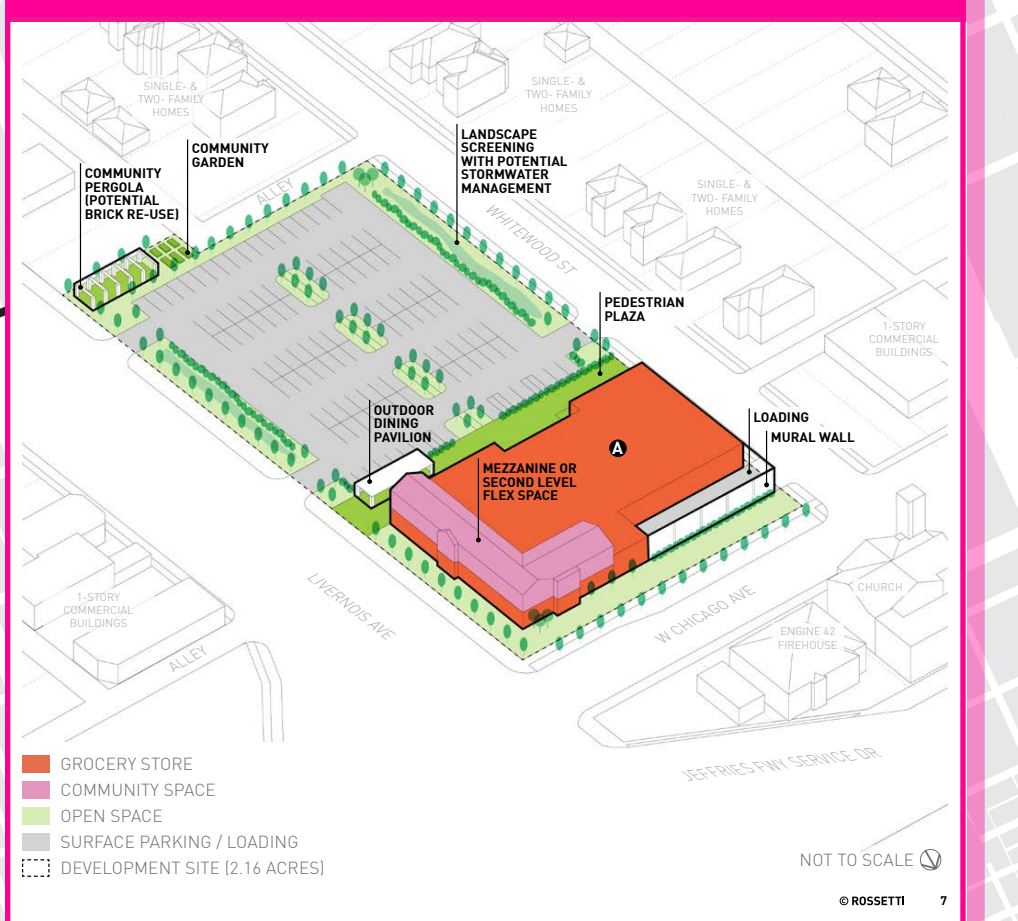 SINGLE- &
TWO- FAMILY
HOMES
SINGLE- &
TWO- FAMILY
HOMES
COMMUNITY
GARDEN
LANDSCAPE
SCREENING
WITH POTENTIAL
STORMWATER
MANAGEMENT
COMMUNITY
PERGOLA
(POTENTIAL
BRICK RE-USE)
ALLEY
SINGLE- &
TWO- FAMILY
HOMES
WHITEWOOD ST
PEDESTRIAN
PLAZA
1-STORY
COMMERCIAL
BUILDINGS
OUTDOOR
DINING
PAVILION
LOADING
MURAL WALL
A
MEZZANINE OR
SECOND LEVEL
FLEX SPACE
LIVERNOIS AVE
W CHICAGO AVE
CHURCH
1-STORY
COMMERCIAL
BUILDINGS
ENGINE 42
FIREHOUSE
ALLEY
JEFFRIES FWY SERVICE DR
GROCERY STORE
COMMUNITY SPACE
OPEN SPACE
SURFACE PARKING / LOADING
DEVELOPMENT SITE (2.16 ACRES)
NOT TO SCALE
© ROSSETTI 7